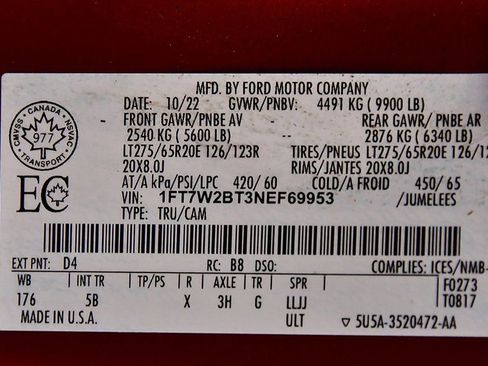 MFD. BY FORD MOTOR COMPANY
DATE: 10/22 GVWR/PNBV: 4491 KG ( 9900 LB)
FRONT GAWR/PNBE AV REAR GAWR/ PNBE AR
2540 KG ( 5600 LB) 2876 KG ( 6340 LB)
LT275/65R20E 126/123R TIRES/PNEUS LT275/65R20E 126/12
20X8.0J RIMS/JANTES 20X8.0J
AT/A kPa/PSI/LPC 420/ 60 COLD/A FROID 450/ 65
VIN: 1FT7W2BT3NEF69953 /JUMELEES
TYPE: TRU/CAM
CANADA
CMVSS NSVAC
977
TRANSPORT
EC
EXT PNT: D4 RC: B8 DSO: COMPLIES: ICES/NMB-
WB INT TR TP/PS R AXLE TR SPR F0273
176 5B X 3H G LLJJ T0817
MADE IN U.S.A. ULT ▽ 5U5A-3520472-AA